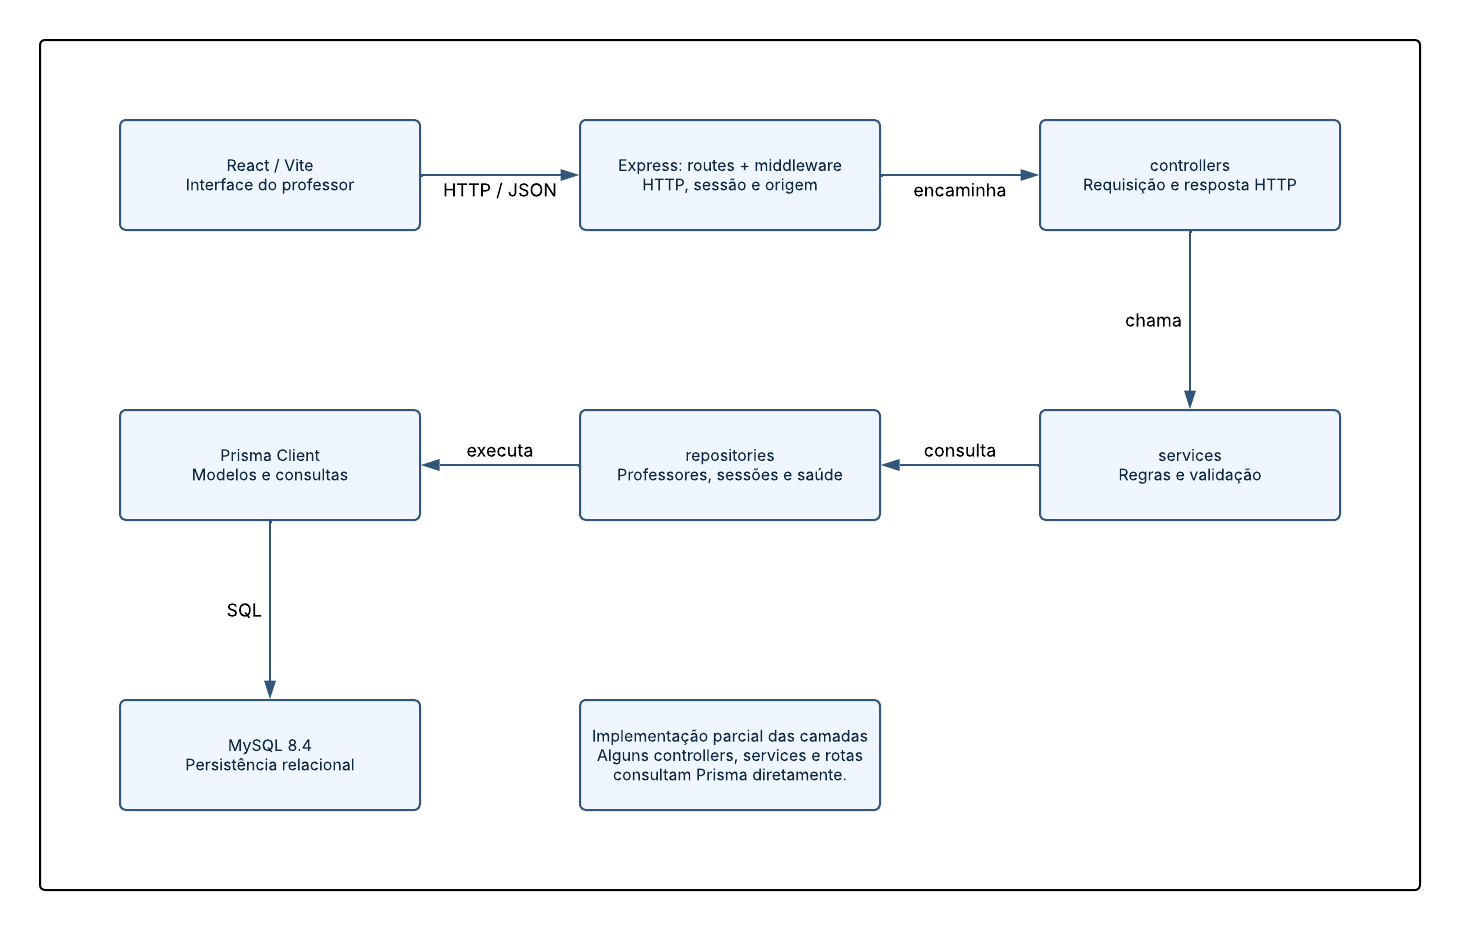 React / Vite
Interface do professor
HTTP / JSON
Express: routes + middleware
HTTP, sessão e origem
encaminha
controllers
Requisição e resposta HTTP
chama
services
Regras e validação
consulta
repositories
Professores, sessões e saúde
executa
Prisma Client
Modelos e consultas
SQL
MySQL 8.4
Persistência relacional
Implementação parcial das camadas
Alguns controllers, services e rotas
consultam Prisma diretamente.